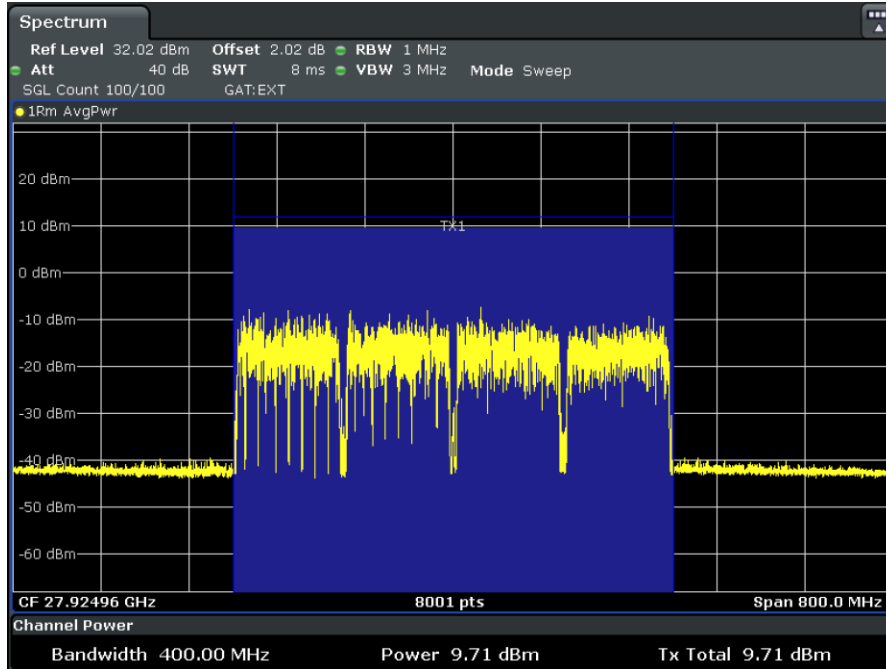 Spectrum
Ref Level 32.02 dBm Offset 2.02 dB RBW 1 MHz
Att 40 dB SWT 8 ms VBW 3 MHz Mode Sweep
SGL Count 100/100 GAT:EXT
1Rm AvgPwr
20 dBm
10 dBm
TX1
0 dBm
-10 dBm
-20 dBm
-30 dBm
-40 dBm
-50 dBm
-60 dBm
CF 27.92496 GHz 8001 pts Span 800.0 MHz
Channel Power
Bandwidth 400.00 MHz Power 9.71 dBm Tx Total 9.71 dBm